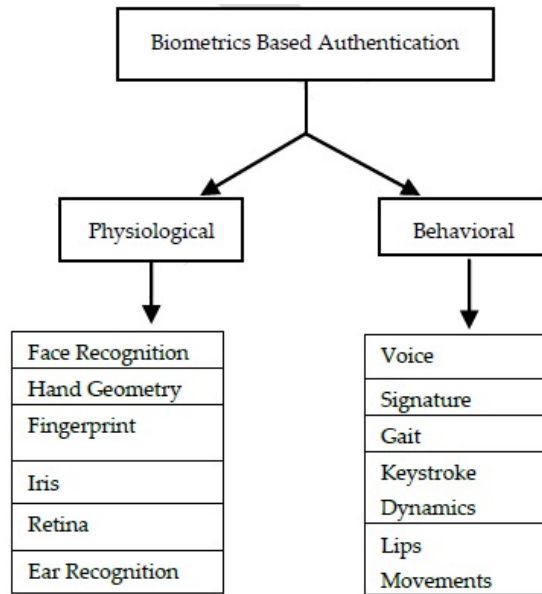 Biometrics Based Authentication
Physiological
Behavioral
Face Recognition
Hand Geometry
Fingerprint
Iris
Retina
Ear Recognition
Voice
Signature
Gait
Keystroke
Dynamics
Lips
Movements